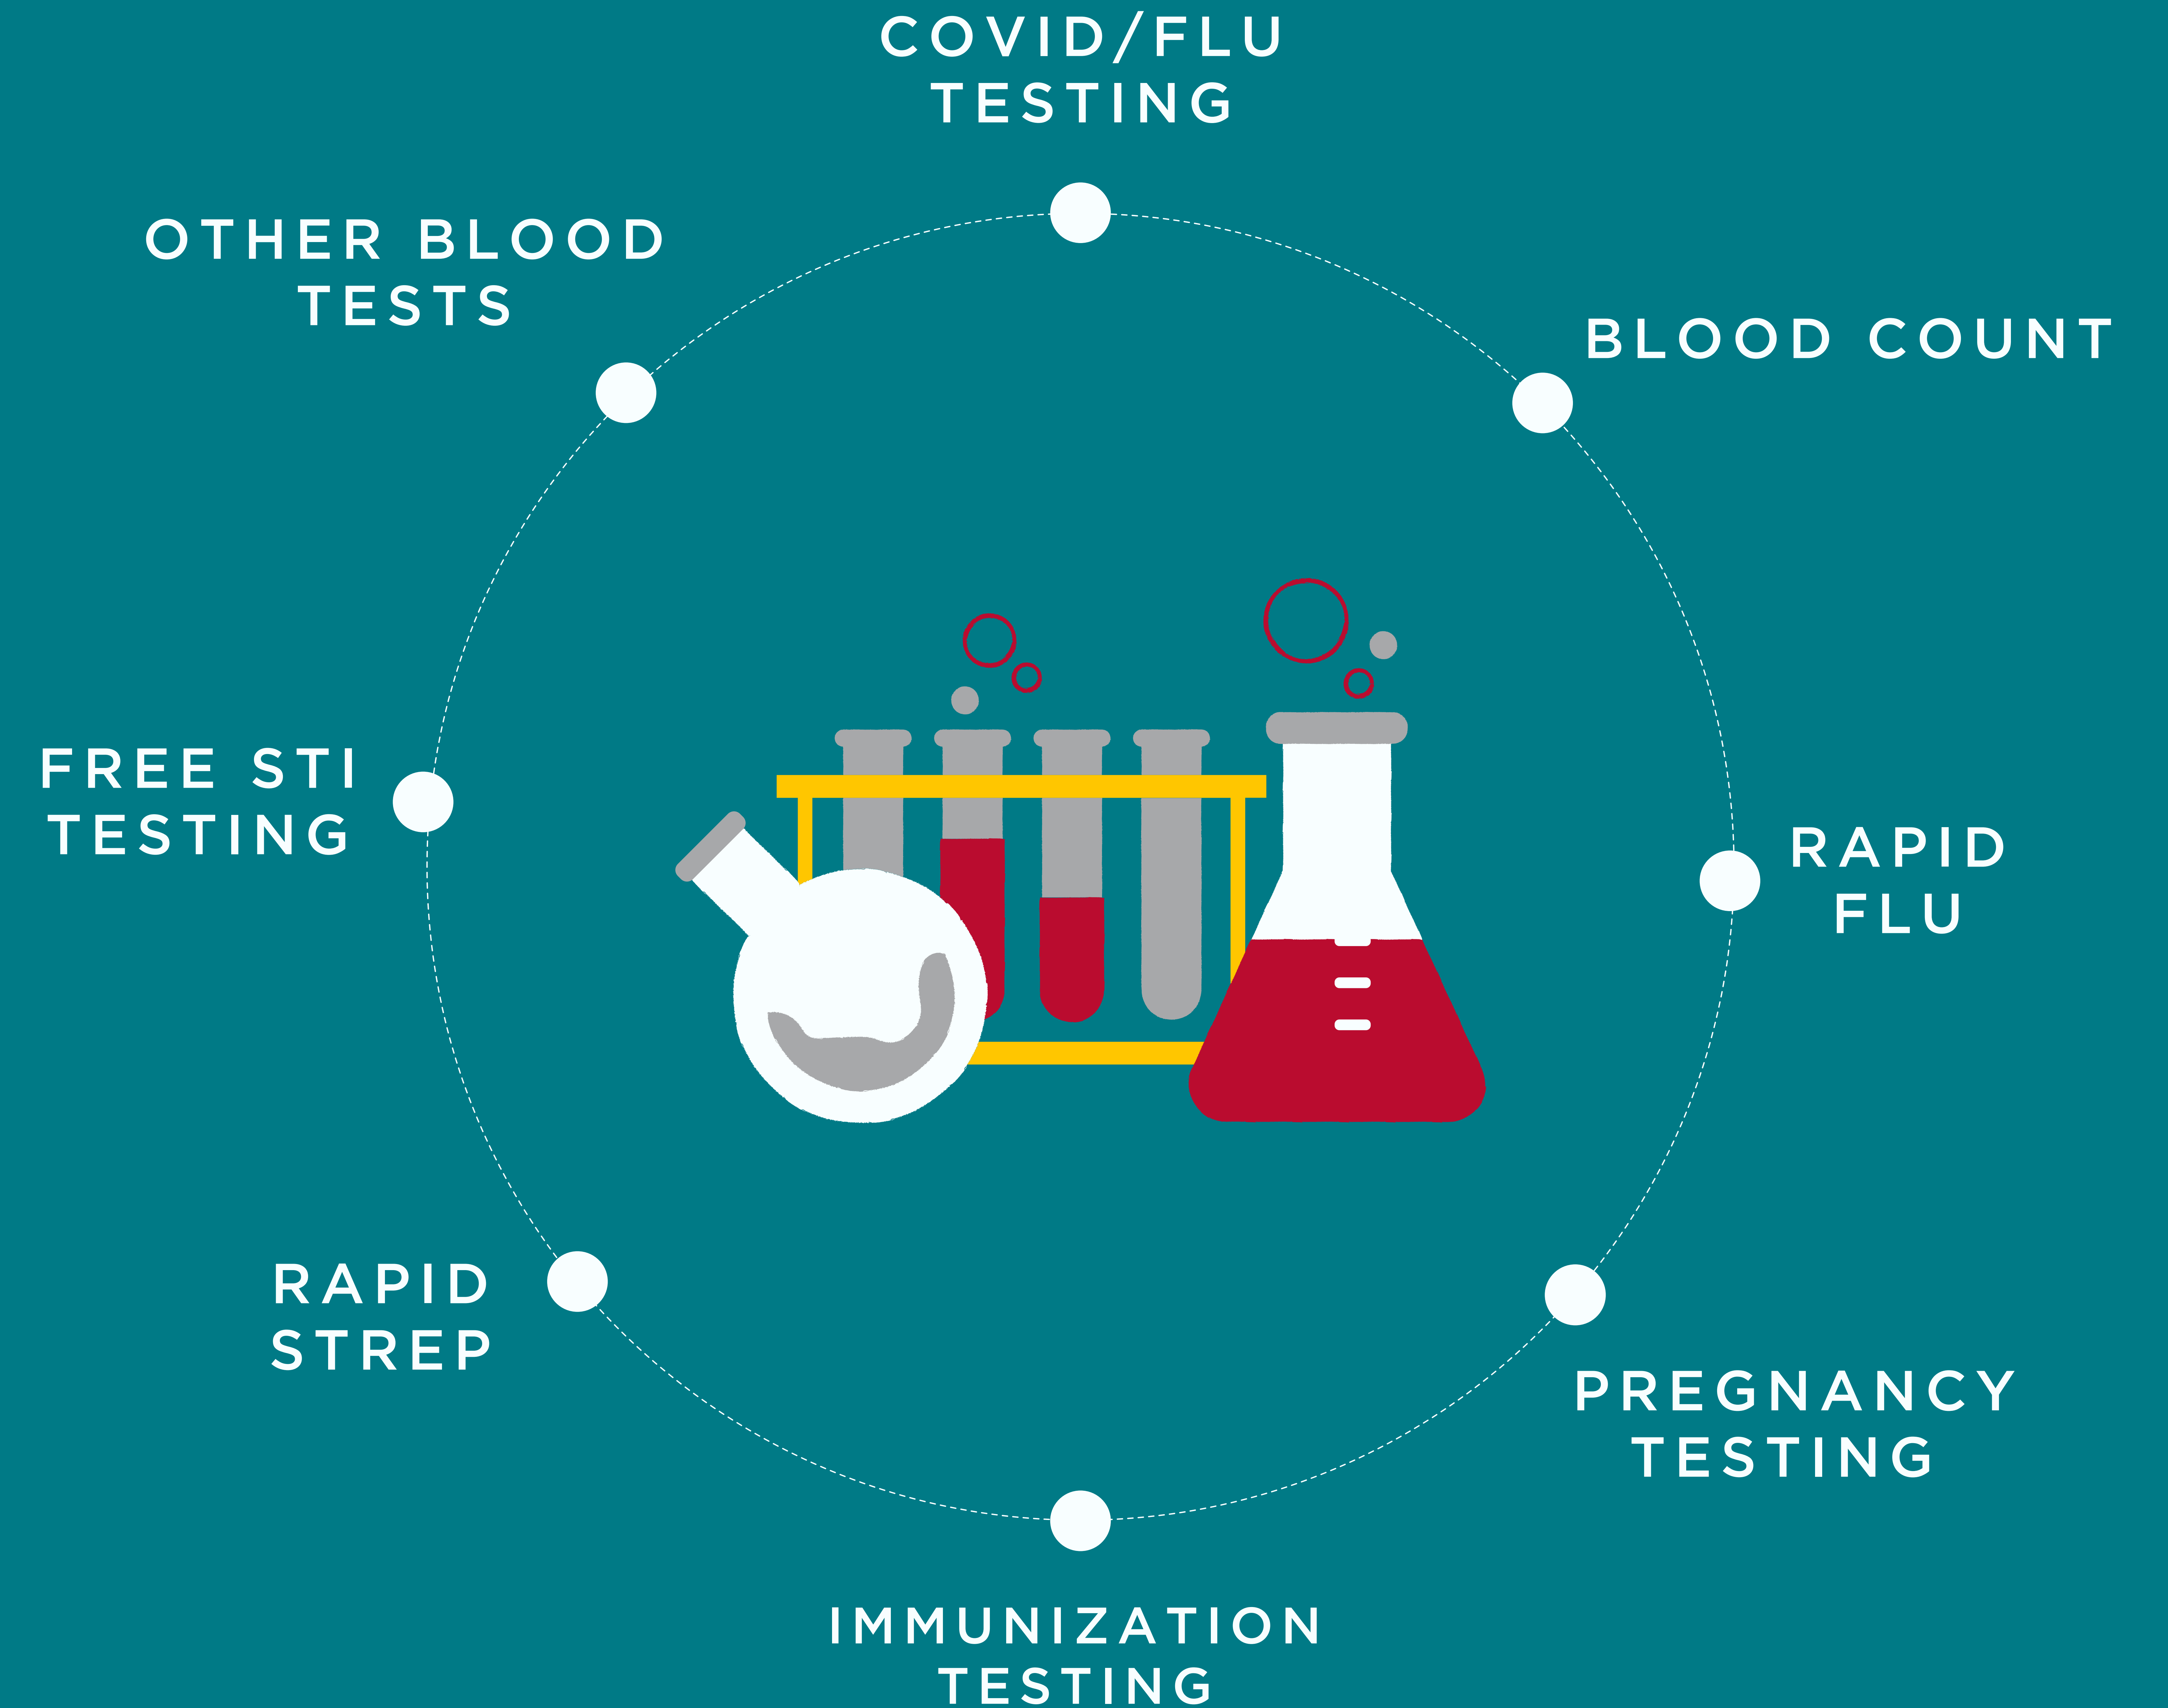 COVID/FLU
TESTING
OTHER BLOOD
TESTS
BLOOD COUNT
FREE STI
TESTING
RAPID
FLU
RAPID
STREP
PREGNANCY
TESTING
IMMUNIZATION
TESTING